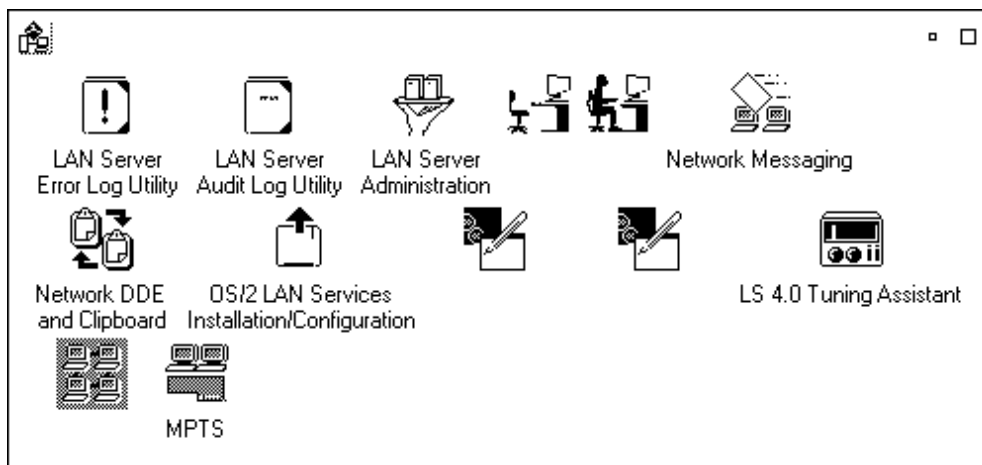 LAN Server
Error Log Utility
LAN Server
Audit Log Utility
LAN Server
Administration
Network Messaging
Network DDE
and Clipboard
OS/2 LAN Services
Installation/Configuration
LS 4.0 Tuning Assistant
MPTS